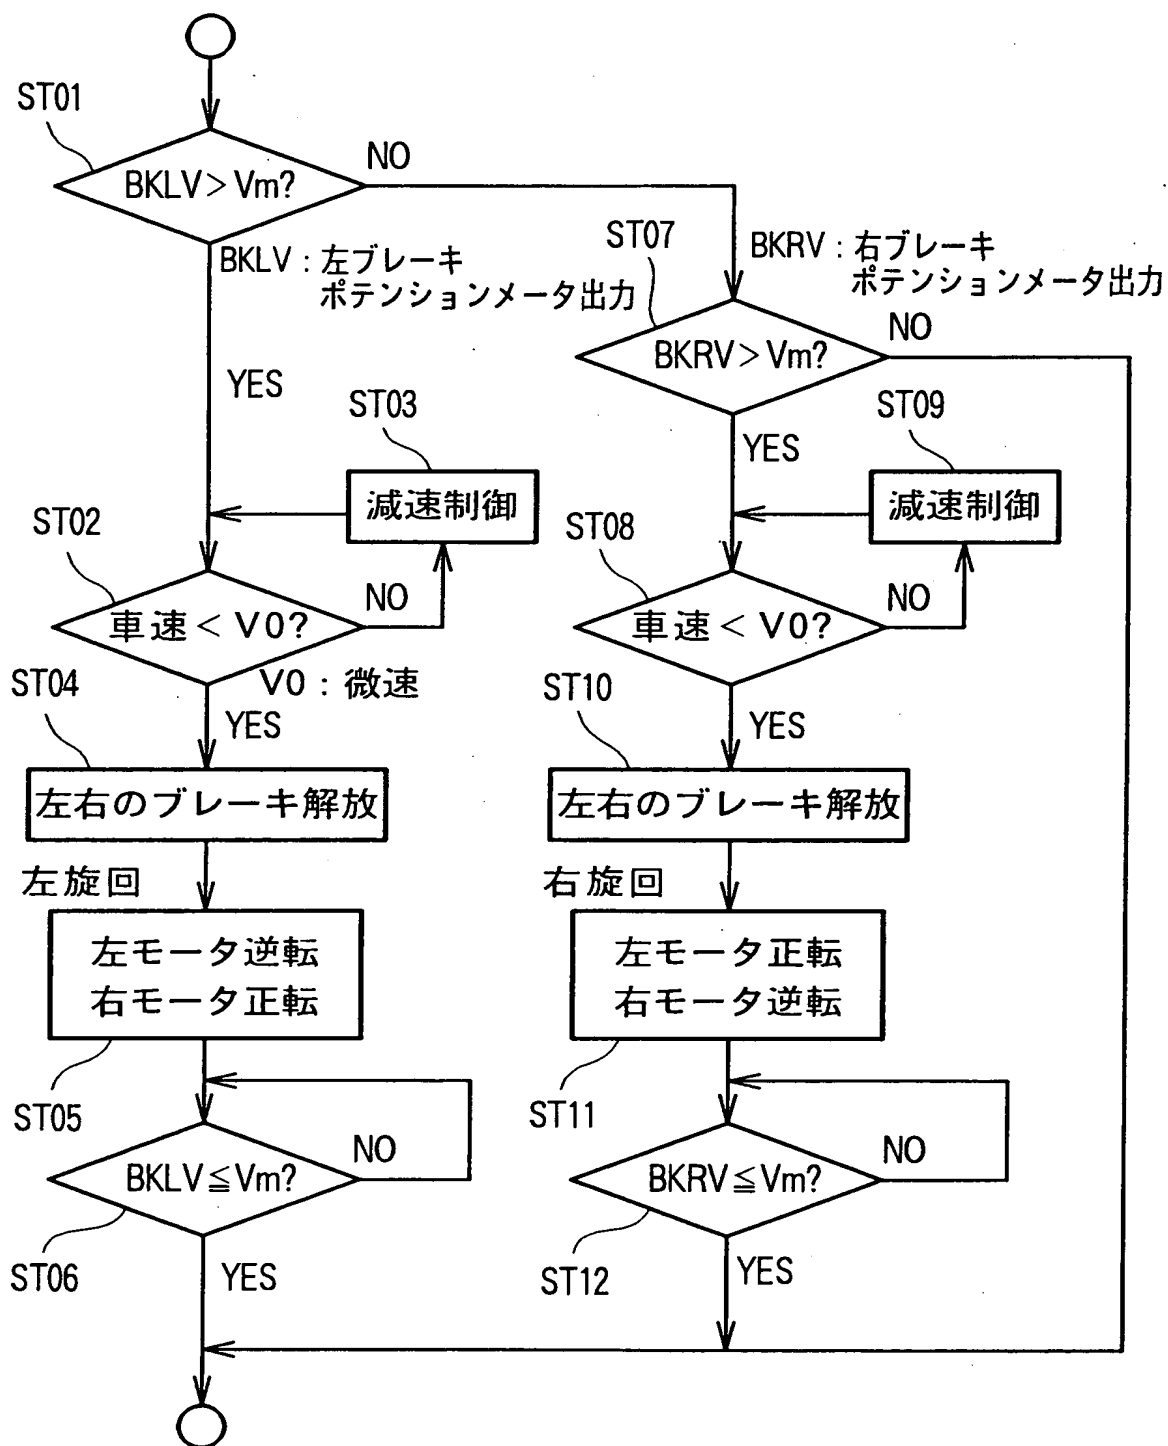 ST01
BKLV>Vm?
NO
BKLV：左ブレーキ
ポテンションメータ出力
ST07
BKRV：右ブレーキ
ポテンションメータ出力
BKRV>Vm?
NO
YES
ST03
減速制御
YES
ST09
減速制御
ST02
車速<V0?
NO
V0：微速
ST08
車速<V0?
NO
ST04
YES
左右のブレーキ解放
ST10
YES
左右のブレーキ解放
左旋回
左モータ逆転
右モータ正転
ST05
右旋回
左モータ正転
右モータ逆転
ST11
BKLV≦Vm?
NO
ST06
YES
BKRV≦Vm?
NO
ST12
YES